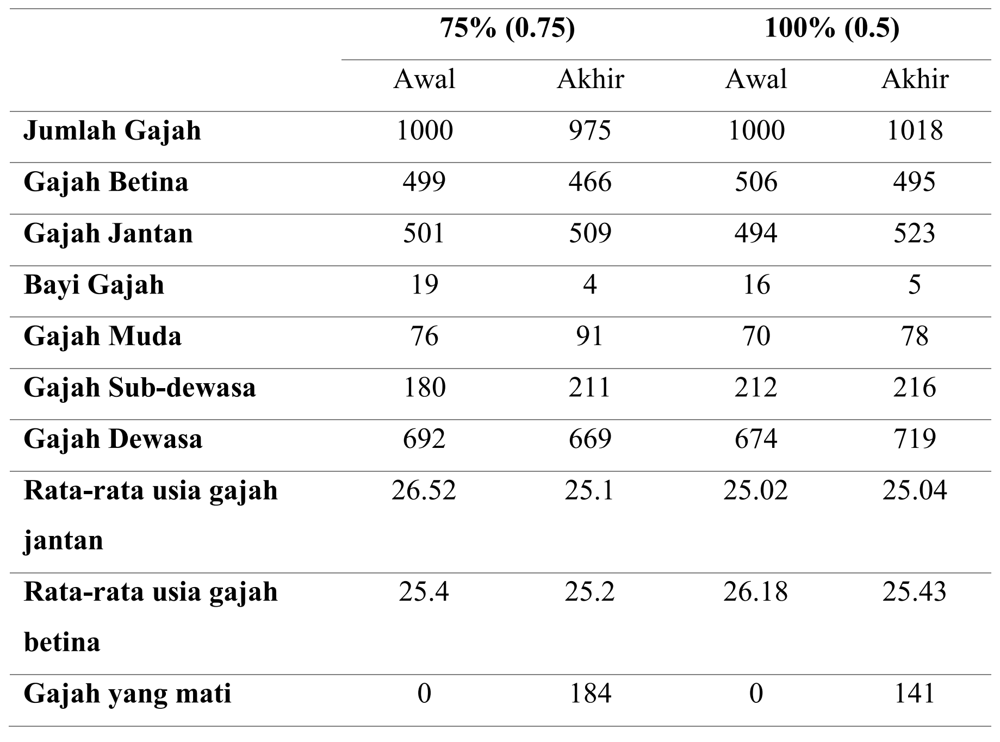 75% (0.75) 100% (0.5)
Awal Akhir Awal Akhir
Jumlah Gajah 1000 975 1000 1018
Gajah Betina 499 466 506 495
Gajah Jantan 501 509 494 523
Bayi Gajah 19 4 16 5
Gajah Muda 76 91 70 78
Gajah Sub-dewasa 180 211 212 216
Gajah Dewasa 692 669 674 719
Rata-rata usia gajah 26.52 25.1 25.02 25.04
jantan
Rata-rata usia gajah 25.4 25.2 26.18 25.43
betina
Gajah yang mati 0 184 0 141